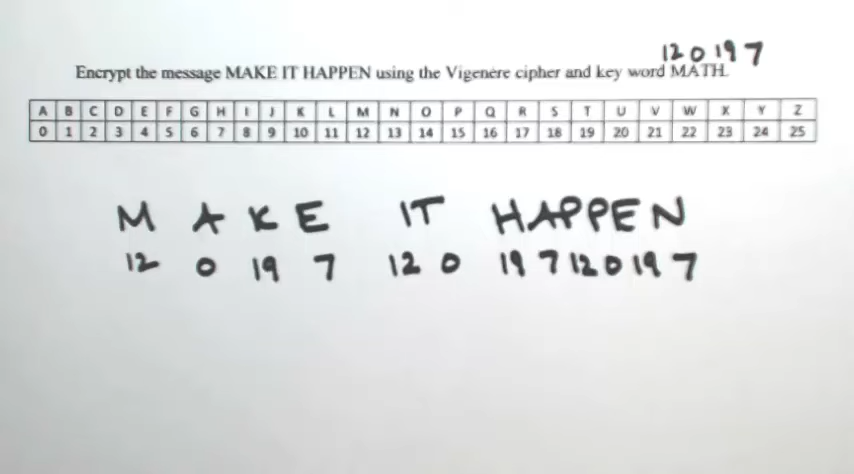 12 0 19 7
Encrypt the message MAKE IT HAPPEN using the Vigenere cipher and key word MATH.
A B C D E F G H I J K L M N O P Q R S T U V W X Y Z
0 1 2 3 4 5 6 7 8 9 10 11 12 13 14 15 16 17 18 19 20 21 22 23 24 25
MAKE IT HAPPEN
12 0 19 7 12 0 19 7 12 0 19 7